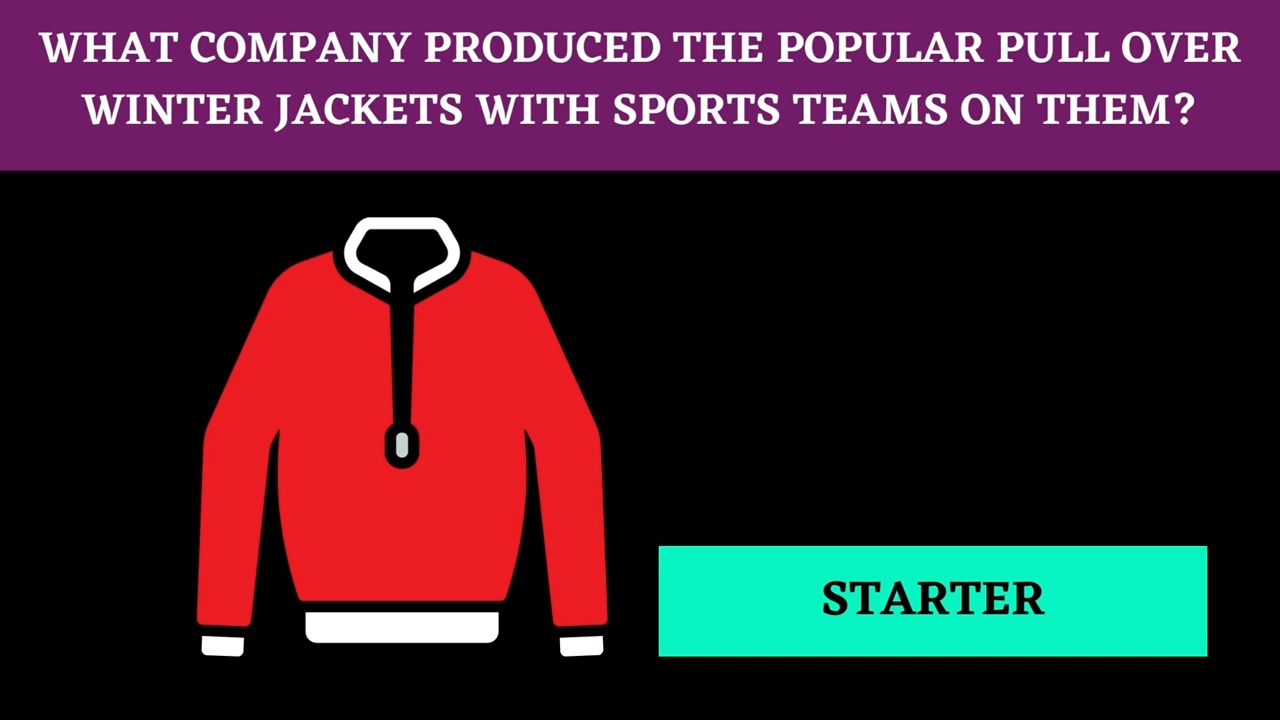 WHAT COMPANY PRODUCED THE POPULAR PULL OVER
WINTER JACKETS WITH SPORTS TEAMS ON THEM?
STARTER